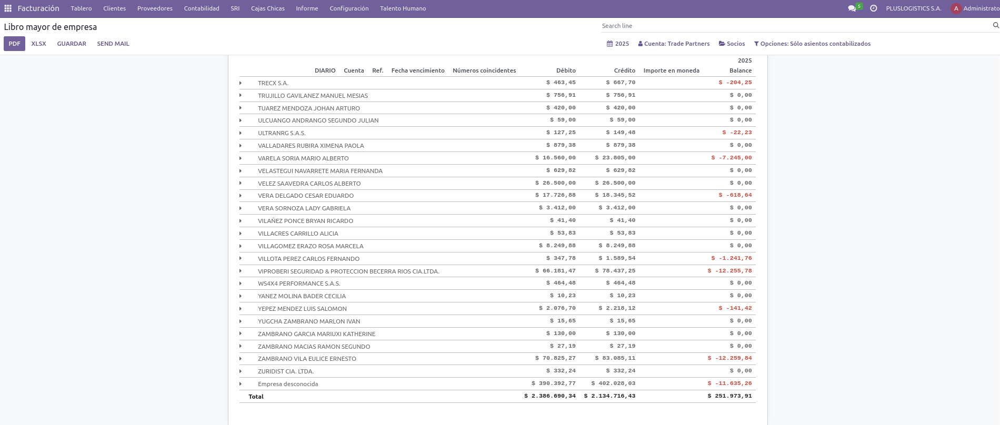 Facturación Tablero Clientes Proveedores Contabilidad SRI Cajas Chicas Informe Configuración Talento Humano 5 PLUSLOGISTICS S.A. A Administrato
Libro mayor de empresa
Search line
PDF XLSX GUARDAR SEND MAIL
2025 Cuenta: Trade Partners Socios Opciones: Sólo asientos contabilizados
2025
DIARIO Cuenta Ref. Fecha vencimiento Números coincidentes Débito Crédito Importe en moneda Balance
TRECX S.A. $ 463,45 $ 667,70 $ -204,25
TRUJILLO GAVILANEZ MANUEL MESIAS $ 756,91 $ 756,91 $ 0,00
TUAREZ MENDOZA JOHAN ARTURO $ 420,00 $ 420,00 $ 0,00
ULCUANGO ANDRANGO SEGUNDO JULIAN $ 59,00 $ 59,00 $ 0,00
ULTRANRG S.A.S. $ 127,25 $ 149,48 $ -22,23
VALLADARES RUBIRA XIMENA PAOLA $ 879,38 $ 879,38 $ 0,00
VARELA SORIA MARIO ALBERTO $ 16.560,00 $ 23.805,00 $ -7.245,00
VELASTEGUI NAVARRETE MARIA FERNANDA $ 629,82 $ 629,82 $ 0,00
VELEZ SAAVEDRA CARLOS ALBERTO $ 26.500,00 $ 26.500,00 $ 0,00
VERA DELGADO CESAR EDUARDO $ 17.726,88 $ 18.345,52 $ -618,64
VERA SORNOZA LADY GABRIELA $ 3.412,00 $ 3.412,00 $ 0,00
VILAÑEZ PONCE BRYAN RICARDO $ 41,40 $ 41,40 $ 0,00
VILLACRES CARRILLO ALICIA $ 53,83 $ 53,83 $ 0,00
VILLAGOMEZ ERAZO ROSA MARCELA $ 8.249,88 $ 8.249,88 $ 0,00
VILLOTA PEREZ CARLOS FERNANDO $ 347,78 $ 1.589,54 $ -1.241,76
VIPROBERI SEGURIDAD & PROTECCION BECERRA RIOS CIA.LTDA. $ 66.181,47 $ 78.437,25 $ -12.255,78
WS4X4 PERFORMANCE S.A.S. $ 464,48 $ 464,48 $ 0,00
YANEZ MOLINA BADER CECILIA $ 10,23 $ 10,23 $ 0,00
YEPEZ MENDEZ LUIS SALOMON $ 2.076,70 $ 2.218,12 $ -141,42
YUGCHA ZAMBRANO MARLON IVAN $ 15,65 $ 15,65 $ 0,00
ZAMBRANO GARCIA MARIUXI KATHERINE $ 130,00 $ 130,00 $ 0,00
ZAMBRANO MACIAS RAMON SEGUNDO $ 27,19 $ 27,19 $ 0,00
ZAMBRANO VILA EULICE ERNESTO $ 70.825,27 $ 83.085,11 $ -12.259,84
ZURIDIST CIA. LTDA. $ 332,24 $ 332,24 $ 0,00
Empresa desconocida $ 390.392,77 $ 402.028,03 $ -11.635,26
Total $ 2.386.690,34 $ 2.134.716,43 $ 251.973,91